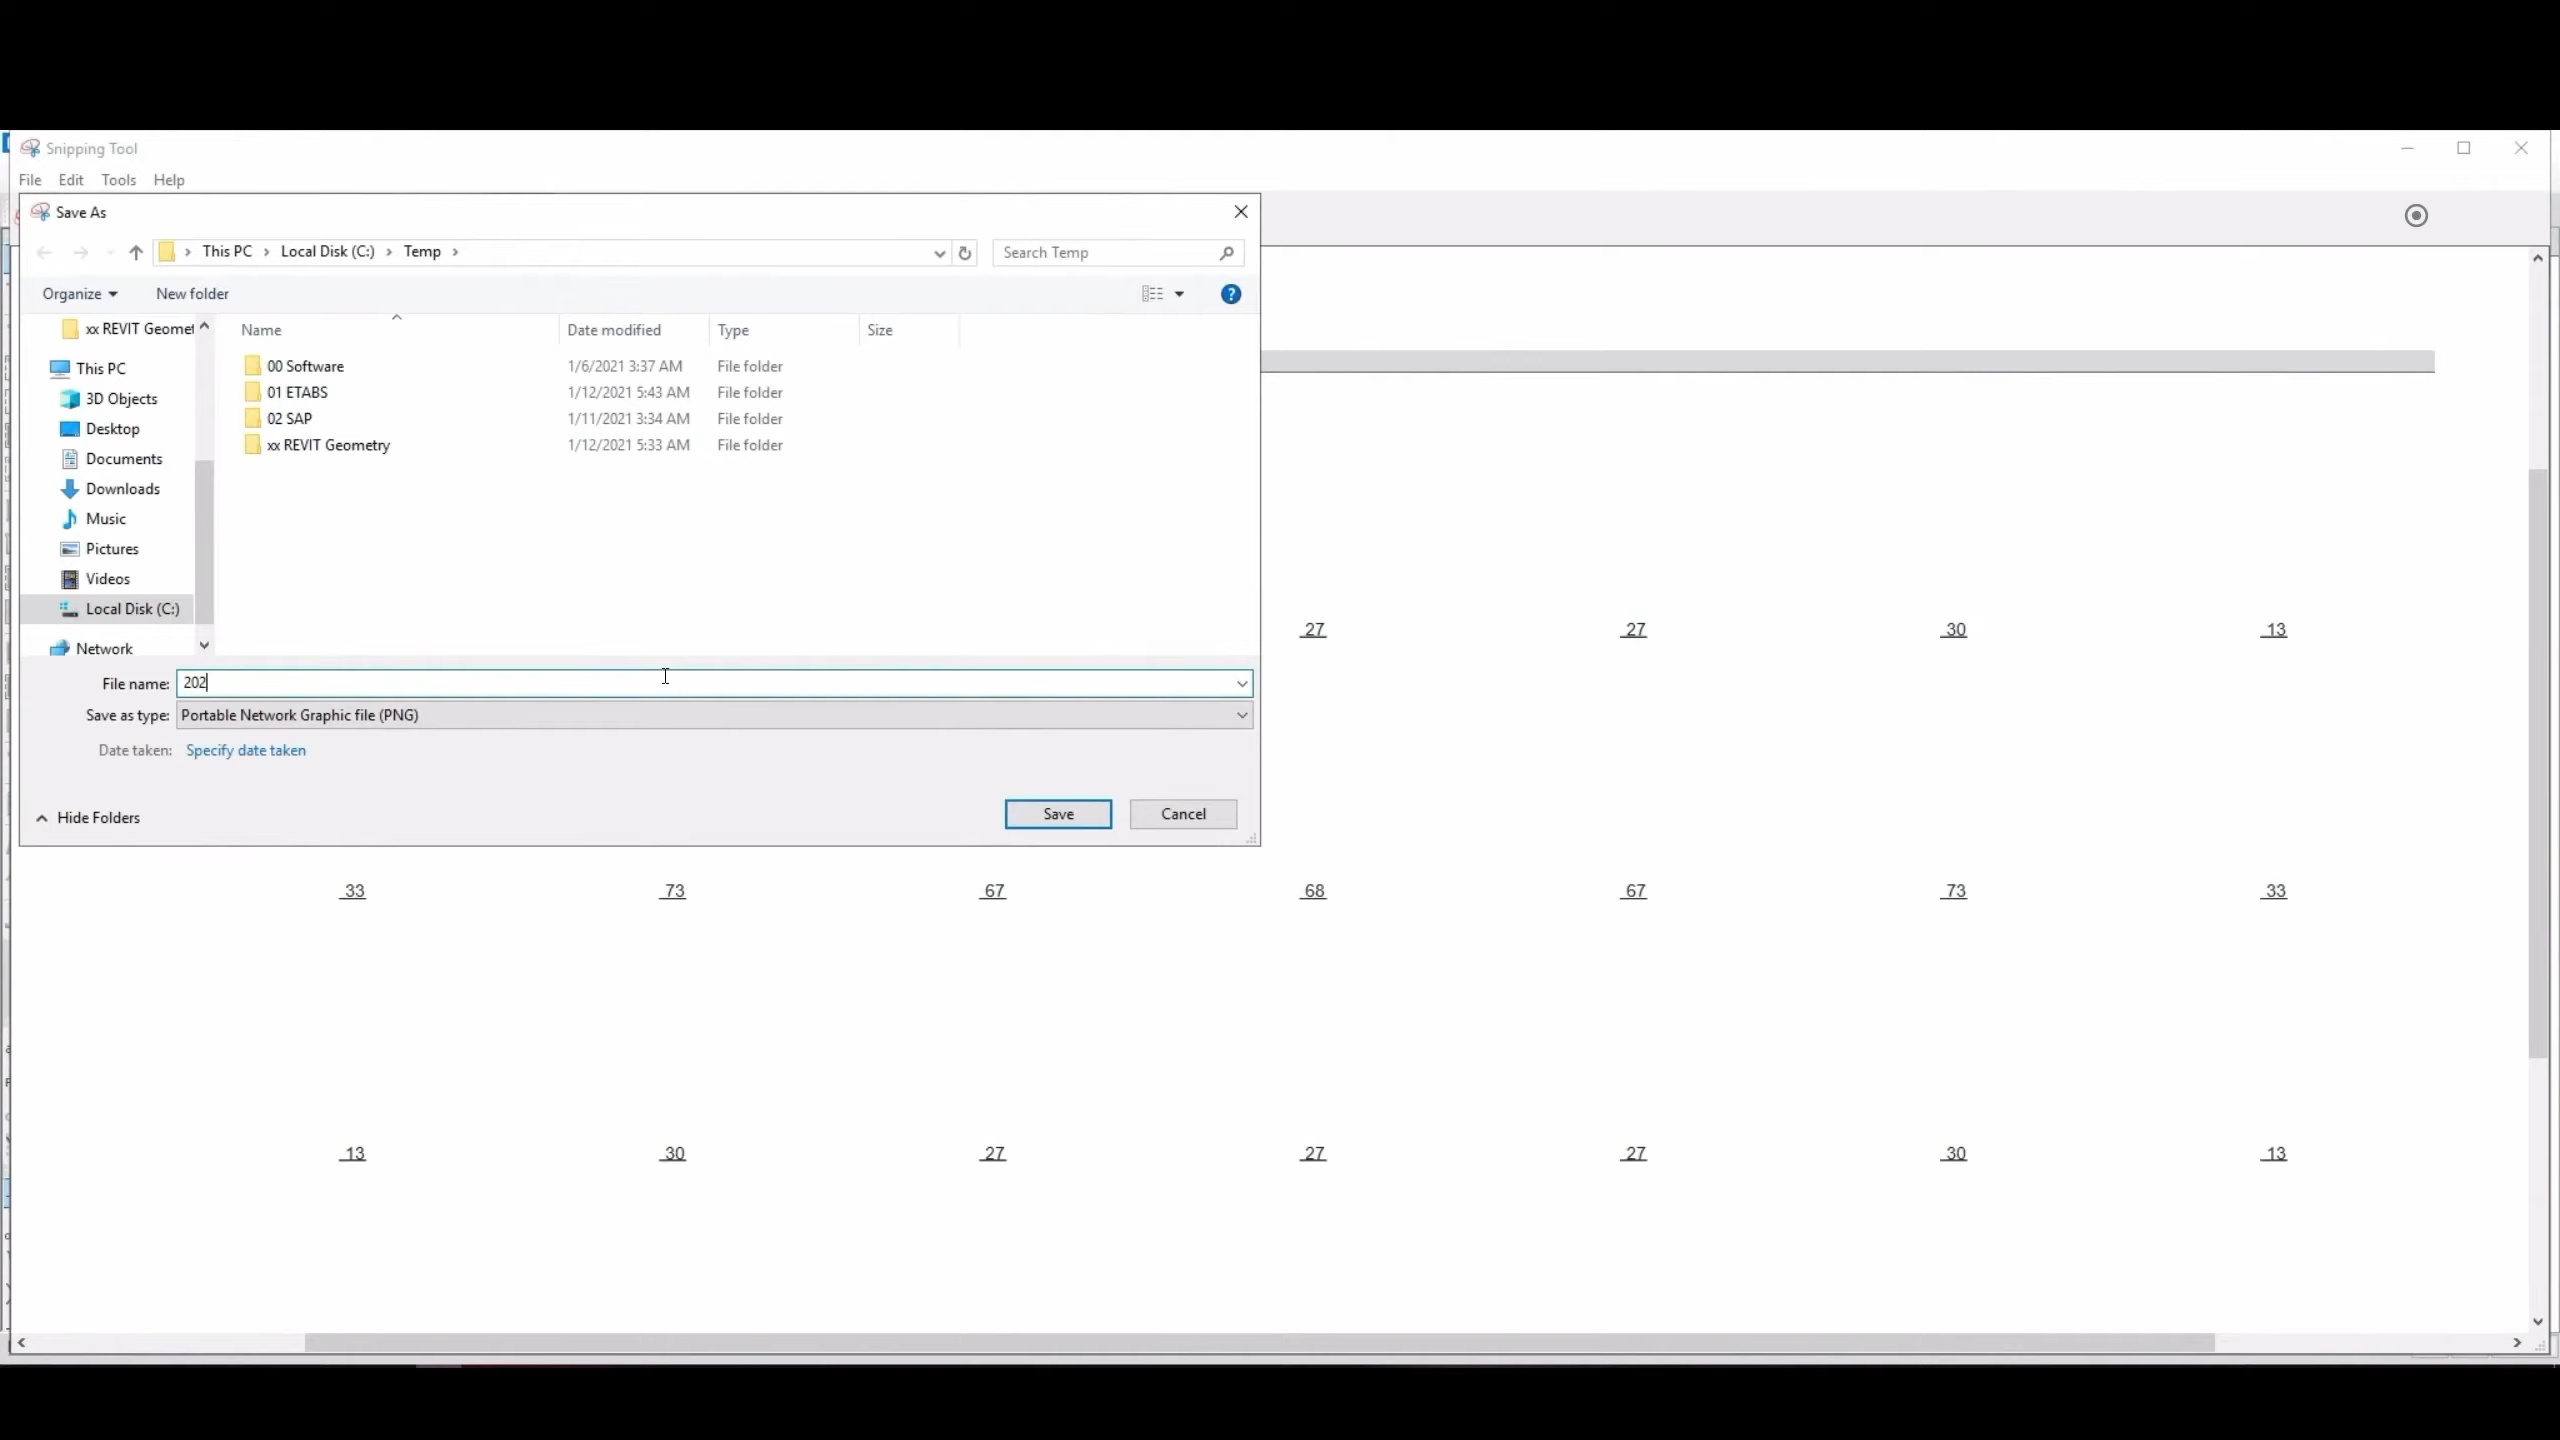 Snipping Tool
File Edit Tools Help
Save As
This PC Local Disk (C:) Temp
Search Temp
Organize New folder
?
xx REVIT Geomet
This PC
3D Objects
Desktop
Documents
Downloads
Music
Pictures
Videos
Local Disk (C:)
Network
Name Date modified Type Size
00 Software 1/6/2021 3:37 AM File folder
01 ETABS 1/12/2021 5:43 AM File folder
02 SAP 1/11/2021 3:34 AM File folder
xx REVIT Geometry 1/12/2021 5:33 AM File folder
File name: 202
Save as type: Portable Network Graphic file (PNG)
Date taken: Specify date taken
Hide Folders Save Cancel
27 27 30 13
33 73 67 68 67 73 33
13 30 27 27 27 30 13